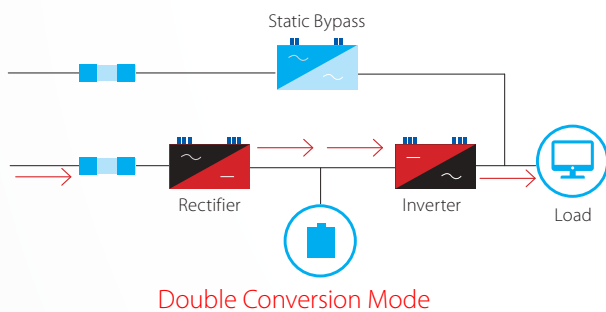 Static Bypass
Rectifier
Inverter
Load
Double Conversion Mode